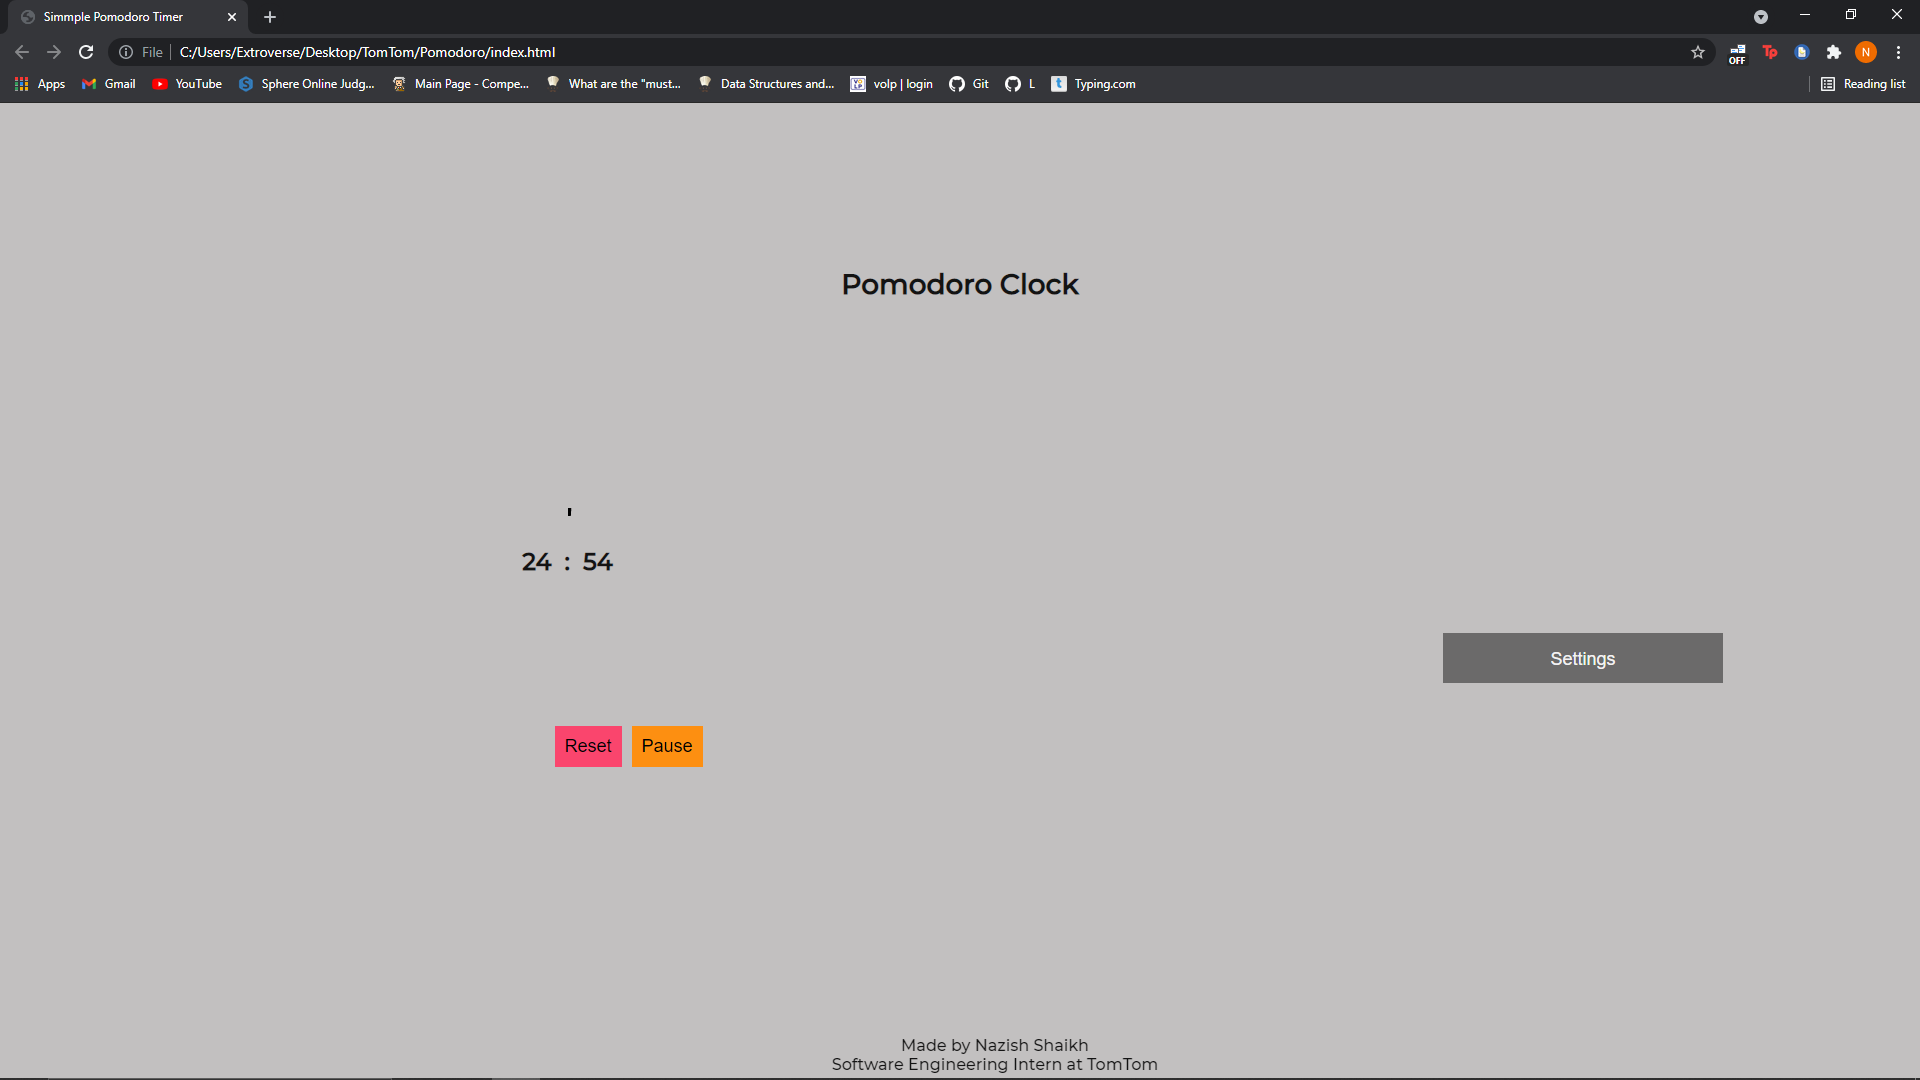 Simmple Pomodoro Timer
File
C:/Users/Extroverse/Desktop/TomTom/Pomodoro/index.html
OFF
Tp
N
Apps
Gmail
YouTube
S
Sphere Online Judg...
Main Page - Compe...
What are the "must...
Data Structures and...
volp | login
Git
L
t
Typing.com
Reading list
Pomodoro Clock
'
24 : 54
Settings
Reset
Pause
Made by Nazish Shaikh
Software Engineering Intern at TomTom